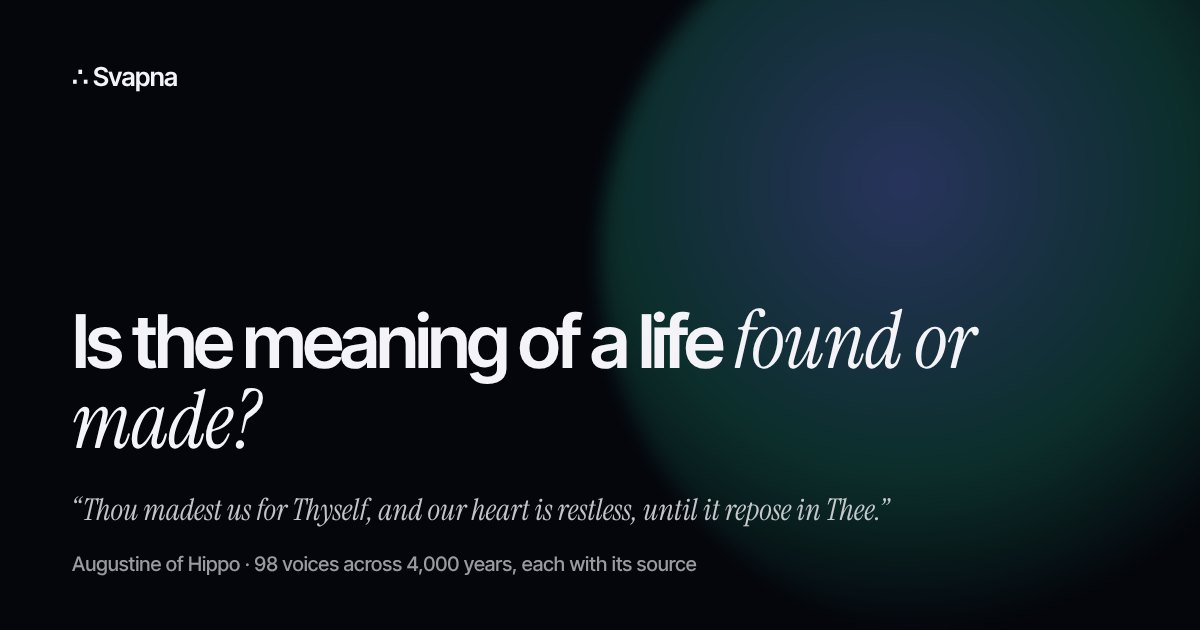 ∴ Svapna
Is the meaning of a life found or
made?
“Thou madest us for Thyself, and our heart is restless, until it repose in Thee.”
Augustine of Hippo · 98 voices across 4,000 years, each with its source